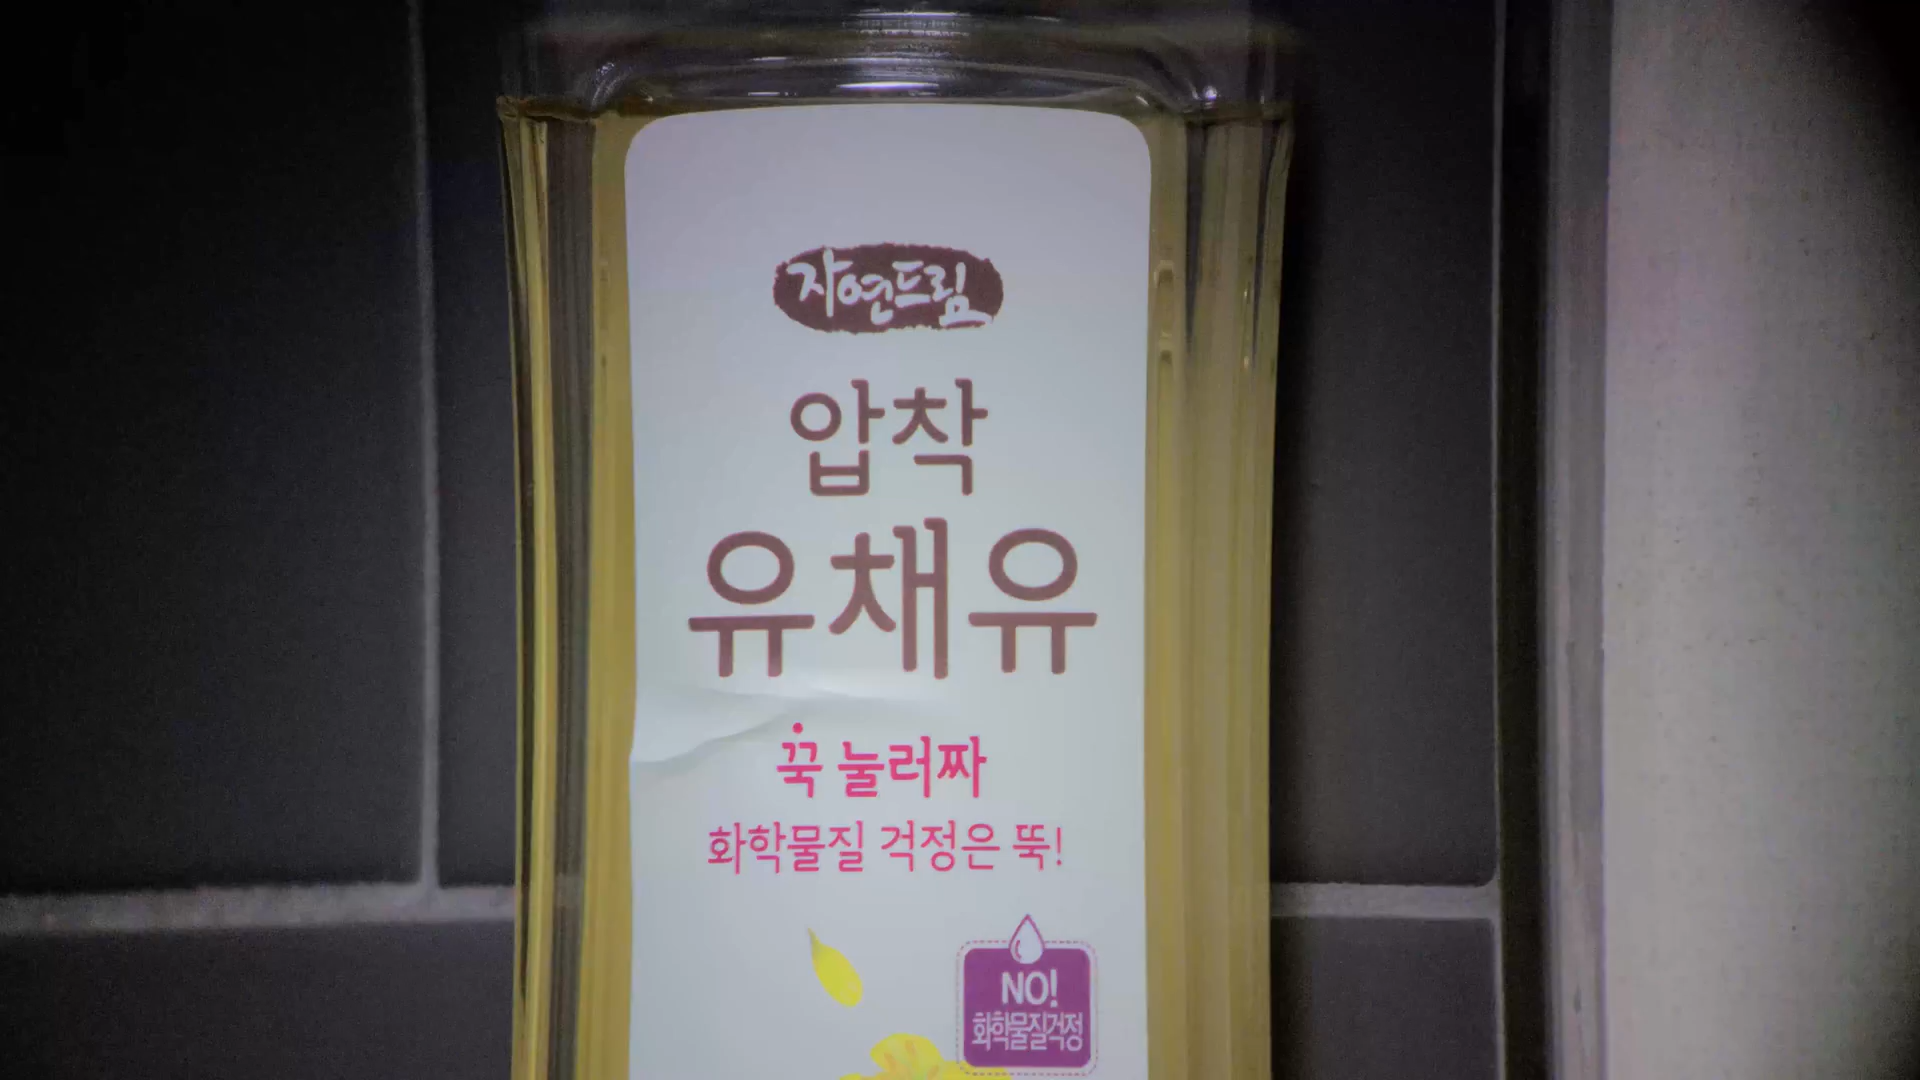 자연드림
압착
유채유
꾹 눌러짜
화학물질 걱정은 뚝!
NO!
화학물질걱정